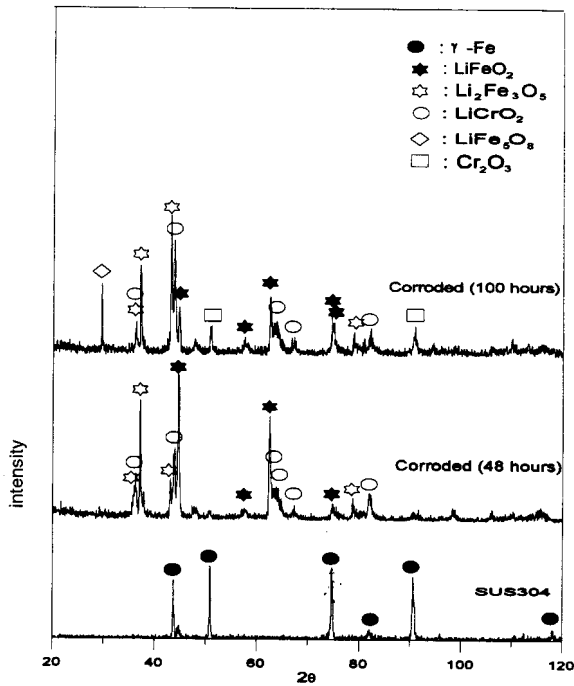 : γ -Fe
: LiFeO₂
: Li₂Fe₃O₅
: LiCrO₂
: LiFe₅O₈
: Cr₂O₃
Corroded (100 hours)
Corroded (48 hours)
SUS304
intensity
20 40 60 80 100 120
2θ